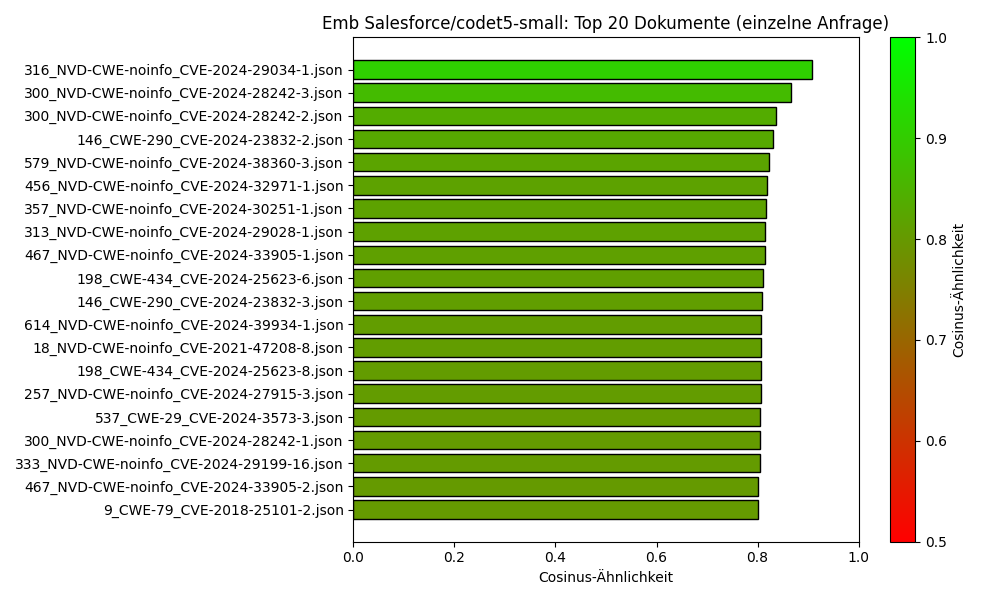 Emb Salesforce/codet5-small: Top 20 Dokumente (einzelne Anfrage)
316_NVD-CWE-noinfo_CVE-2024-29034-1.json
300_NVD-CWE-noinfo_CVE-2024-28242-3.json
300_NVD-CWE-noinfo_CVE-2024-28242-2.json
146_CWE-290_CVE-2024-23832-2.json
579_NVD-CWE-noinfo_CVE-2024-38360-3.json
456_NVD-CWE-noinfo_CVE-2024-32971-1.json
357_NVD-CWE-noinfo_CVE-2024-30251-1.json
313_NVD-CWE-noinfo_CVE-2024-29028-1.json
467_NVD-CWE-noinfo_CVE-2024-33905-1.json
198_CWE-434_CVE-2024-25623-6.json
146_CWE-290_CVE-2024-23832-3.json
614_NVD-CWE-noinfo_CVE-2024-39934-1.json
18_NVD-CWE-noinfo_CVE-2021-47208-8.json
198_CWE-434_CVE-2024-25623-8.json
257_NVD-CWE-noinfo_CVE-2024-27915-3.json
537_CWE-29_CVE-2024-3573-3.json
300_NVD-CWE-noinfo_CVE-2024-28242-1.json
333_NVD-CWE-noinfo_CVE-2024-29199-16.json
467_NVD-CWE-noinfo_CVE-2024-33905-2.json
9_CWE-79_CVE-2018-25101-2.json
0.0 0.2 0.4 0.6 0.8 1.0
Cosinus-Ähnlichkeit
1.0
0.9
0.8
0.7
0.6
0.5
Cosinus-Ähnlichkeit